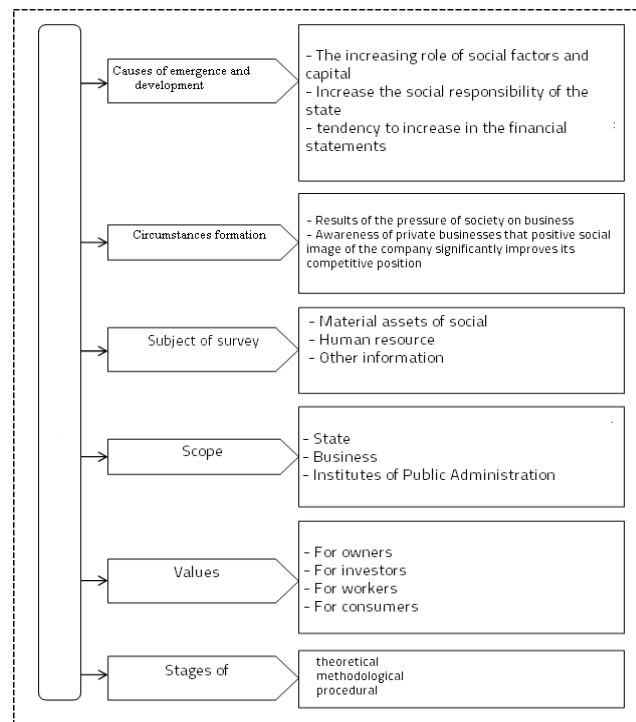 Causes of emergence and
development
- The increasing role of social factors and
capital
- Increase the social responsibility of the
state
- tendency to increase in the financial
statements
:
Circumstances formation
- Results of the pressure of society on business
- Awareness of private businesses that positive social
image of the company significantly improves its
competitive position
Subject of survey
- Material assets of social
- Human resource
- Other information
Scope
- State
- Business
- Institutes of Public Administration
Values
- For owners
- For investors
- For workers
- For consumers
Stages of
theoretical
methodological
procedural